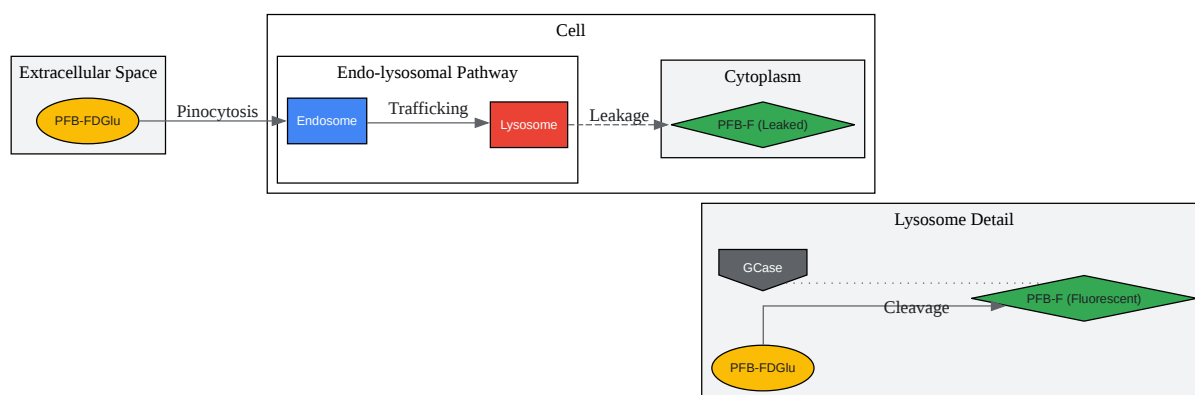 Cell
Extracellular Space
Endo-lysosomal Pathway
Cytoplasm
PFB-FDGlu
Pinocytosis
Endosome
Trafficking
Lysosome
Leakage
PFB-F (Leaked)
Lysosome Detail
GCase
PFB-F (Fluorescent)
Cleavage
PFB-FDGlu